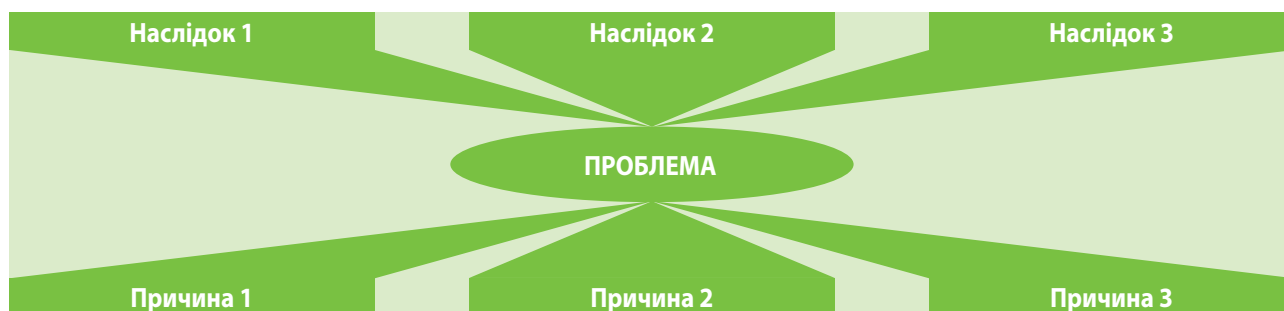 Наслідок 1
Наслідок 2
Наслідок 3
ПРОБЛЕМА
Причина 1
Причина 2
Причина 3